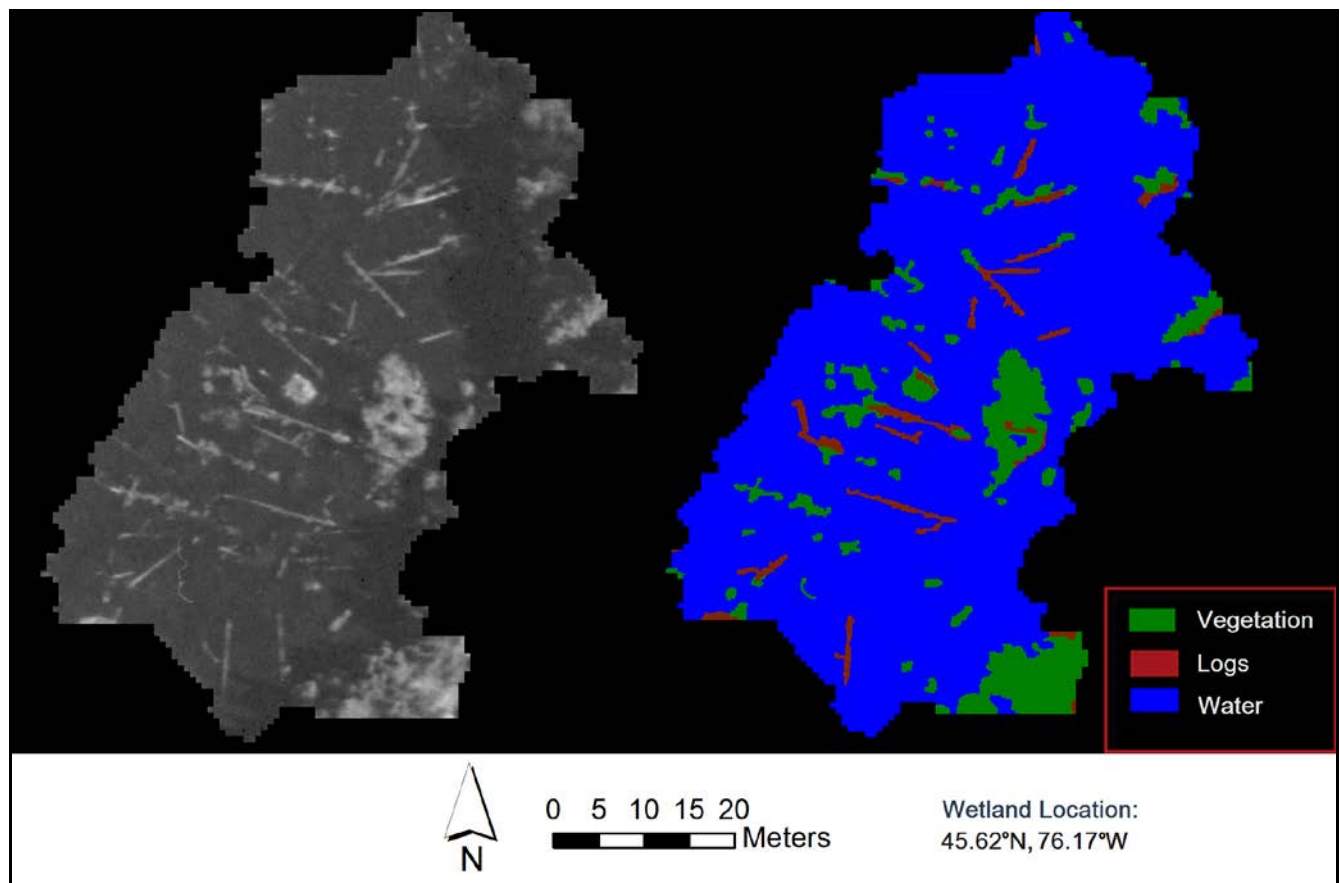 Vegetation
Logs
Water
0 5 10 15 20
Meters
N
Wetland Location:
45.62°N, 76.17°W